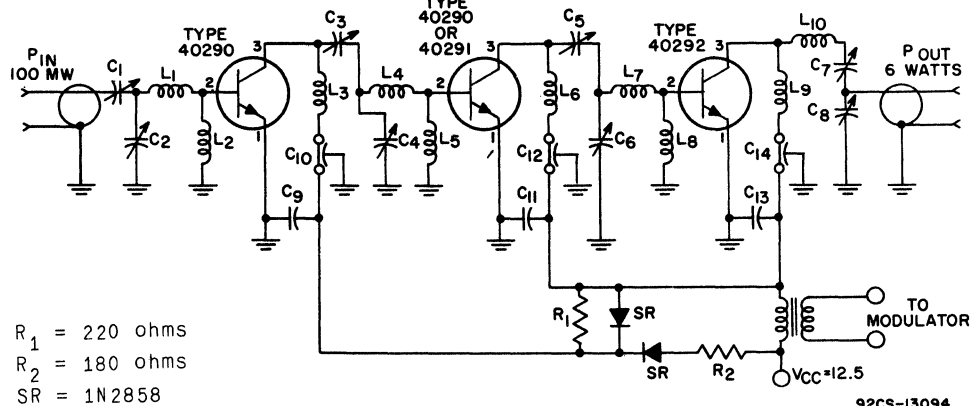 TYPE
40290
TYPE
40290
OR
40291
TYPE
40292
PIN
100 MW
C1
L1
C2
L2
2
3
1
C3
L3
C10
C9
L4
C4
L5
2
3
1
C5
L6
C12
C11
L7
C6
L8
2
3
1
L10
L9
C14
C13
C7
C8
P OUT
6 WATTS
R1
SR
SR
R2
VCC=12.5
TO
MODULATOR
R1 = 220 ohms
R2 = 180 ohms
SR = 1N2858
92CS-13094